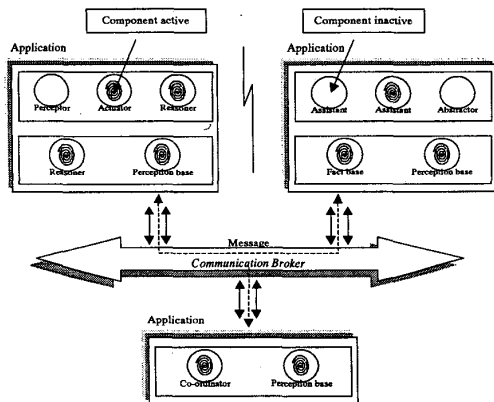 Component active
Component inactive
Application
Application
Perceptor
Actuator
Reasoner
Assistant
Assistant
Abstractor
Reasoner
Perception base
Fact base
Perception base
Message
Communication Broker
Application
Co-ordinator
Perception base